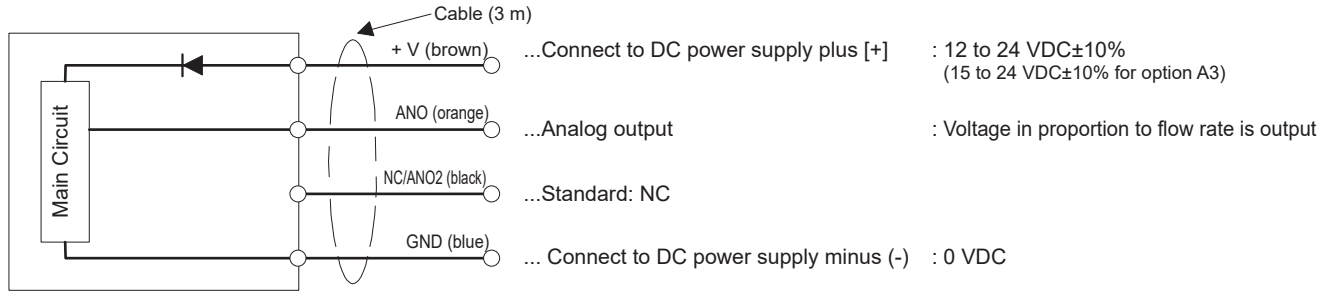 Cable (3 m)
+ V (brown) ...Connect to DC power supply plus [+] : 12 to 24 VDC±10%
(15 to 24 VDC±10% for option A3)
ANO (orange) ...Analog output : Voltage in proportion to flow rate is output
Main Circuit
NC/ANO2 (black) ...Standard: NC
GND (blue) ... Connect to DC power supply minus (-) : 0 VDC